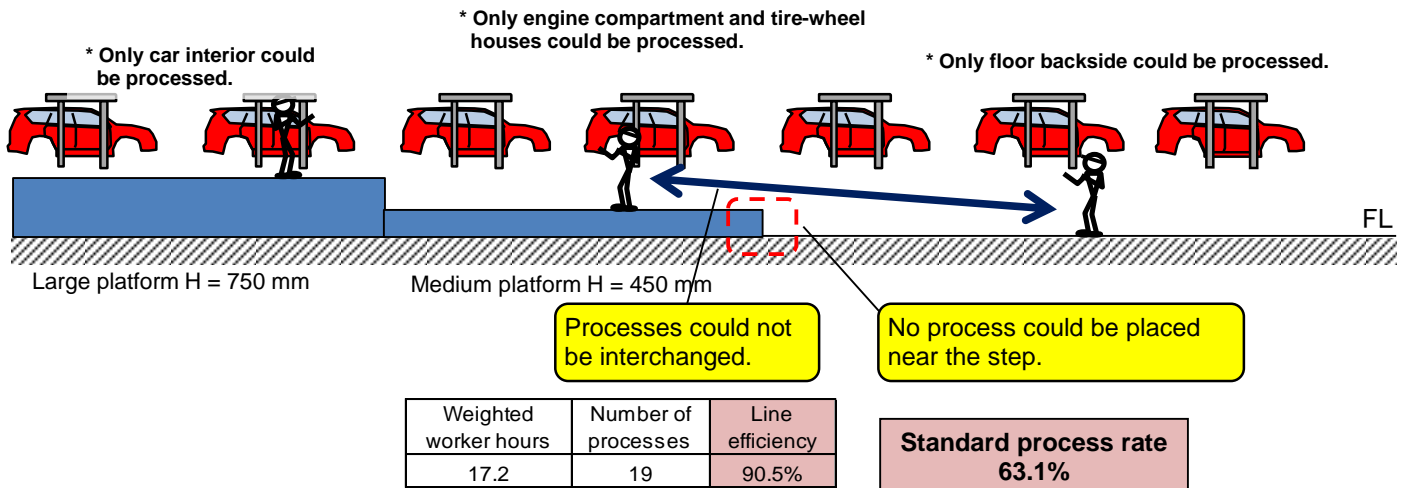 * Only engine compartment and tire-wheel
houses could be processed.
* Only car interior could
be processed.
* Only floor backside could be processed.
FL
Large platform H = 750 mm
Medium platform H = 450 mm
Processes could not
be interchanged.
No process could be placed
near the step.
Weighted
worker hours
Number of
processes
Line
efficiency
17.2
19
90.5%
Standard process rate
63.1%